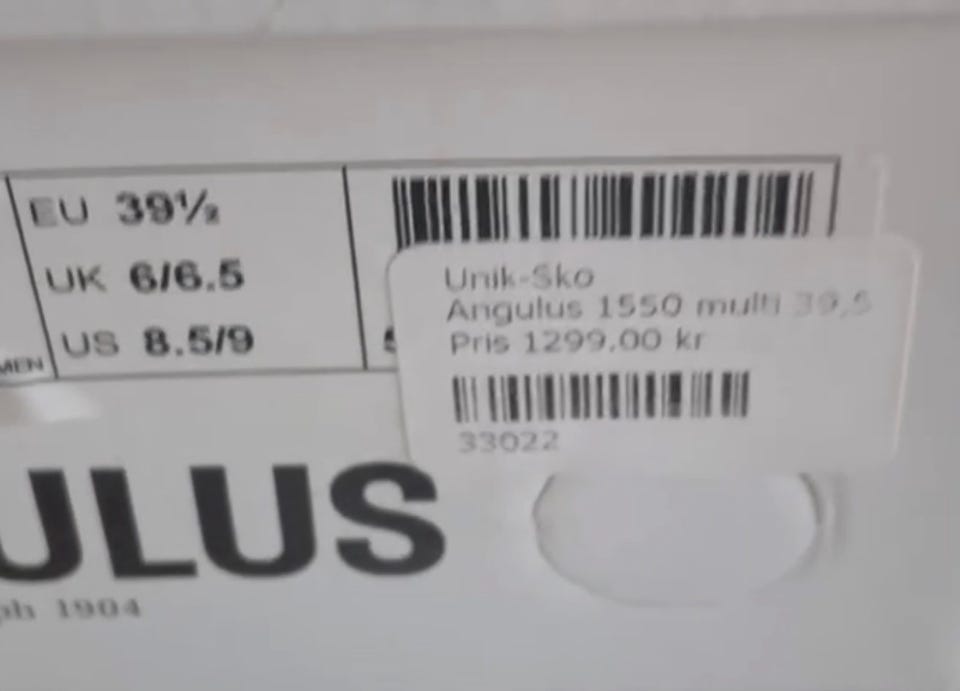 EU 39½
UK 6/6.5
US 8.5/9
MEN
Unik-Sko
Angulus 1550 multi 39,5
Pris 1299.00 kr
33022
ULUS
ph 1904